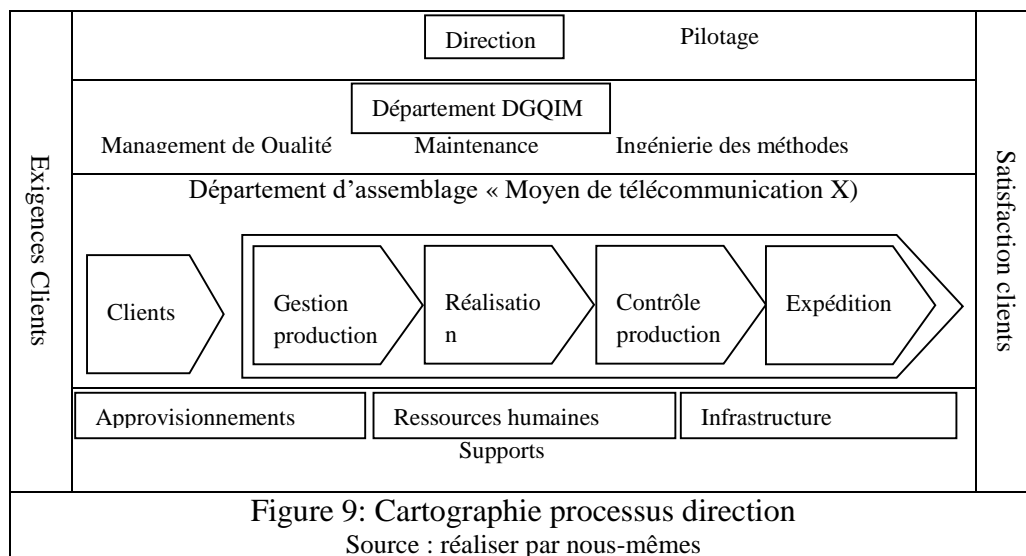 Direction
Pilotage
Département DGQIM
Management de Qualité
Maintenance
Ingénierie des méthodes
Exigences Clients
Satisfaction clients
Département d’assemblage « Moyen de télécommunication X)
Clients
Gestion
production
Réalisatio
n
Contrôle
production
Expédition
Approvisionnements
Ressources humaines
Infrastructure
Supports
Figure 9: Cartographie processus direction
Source : réaliser par nous-mêmes